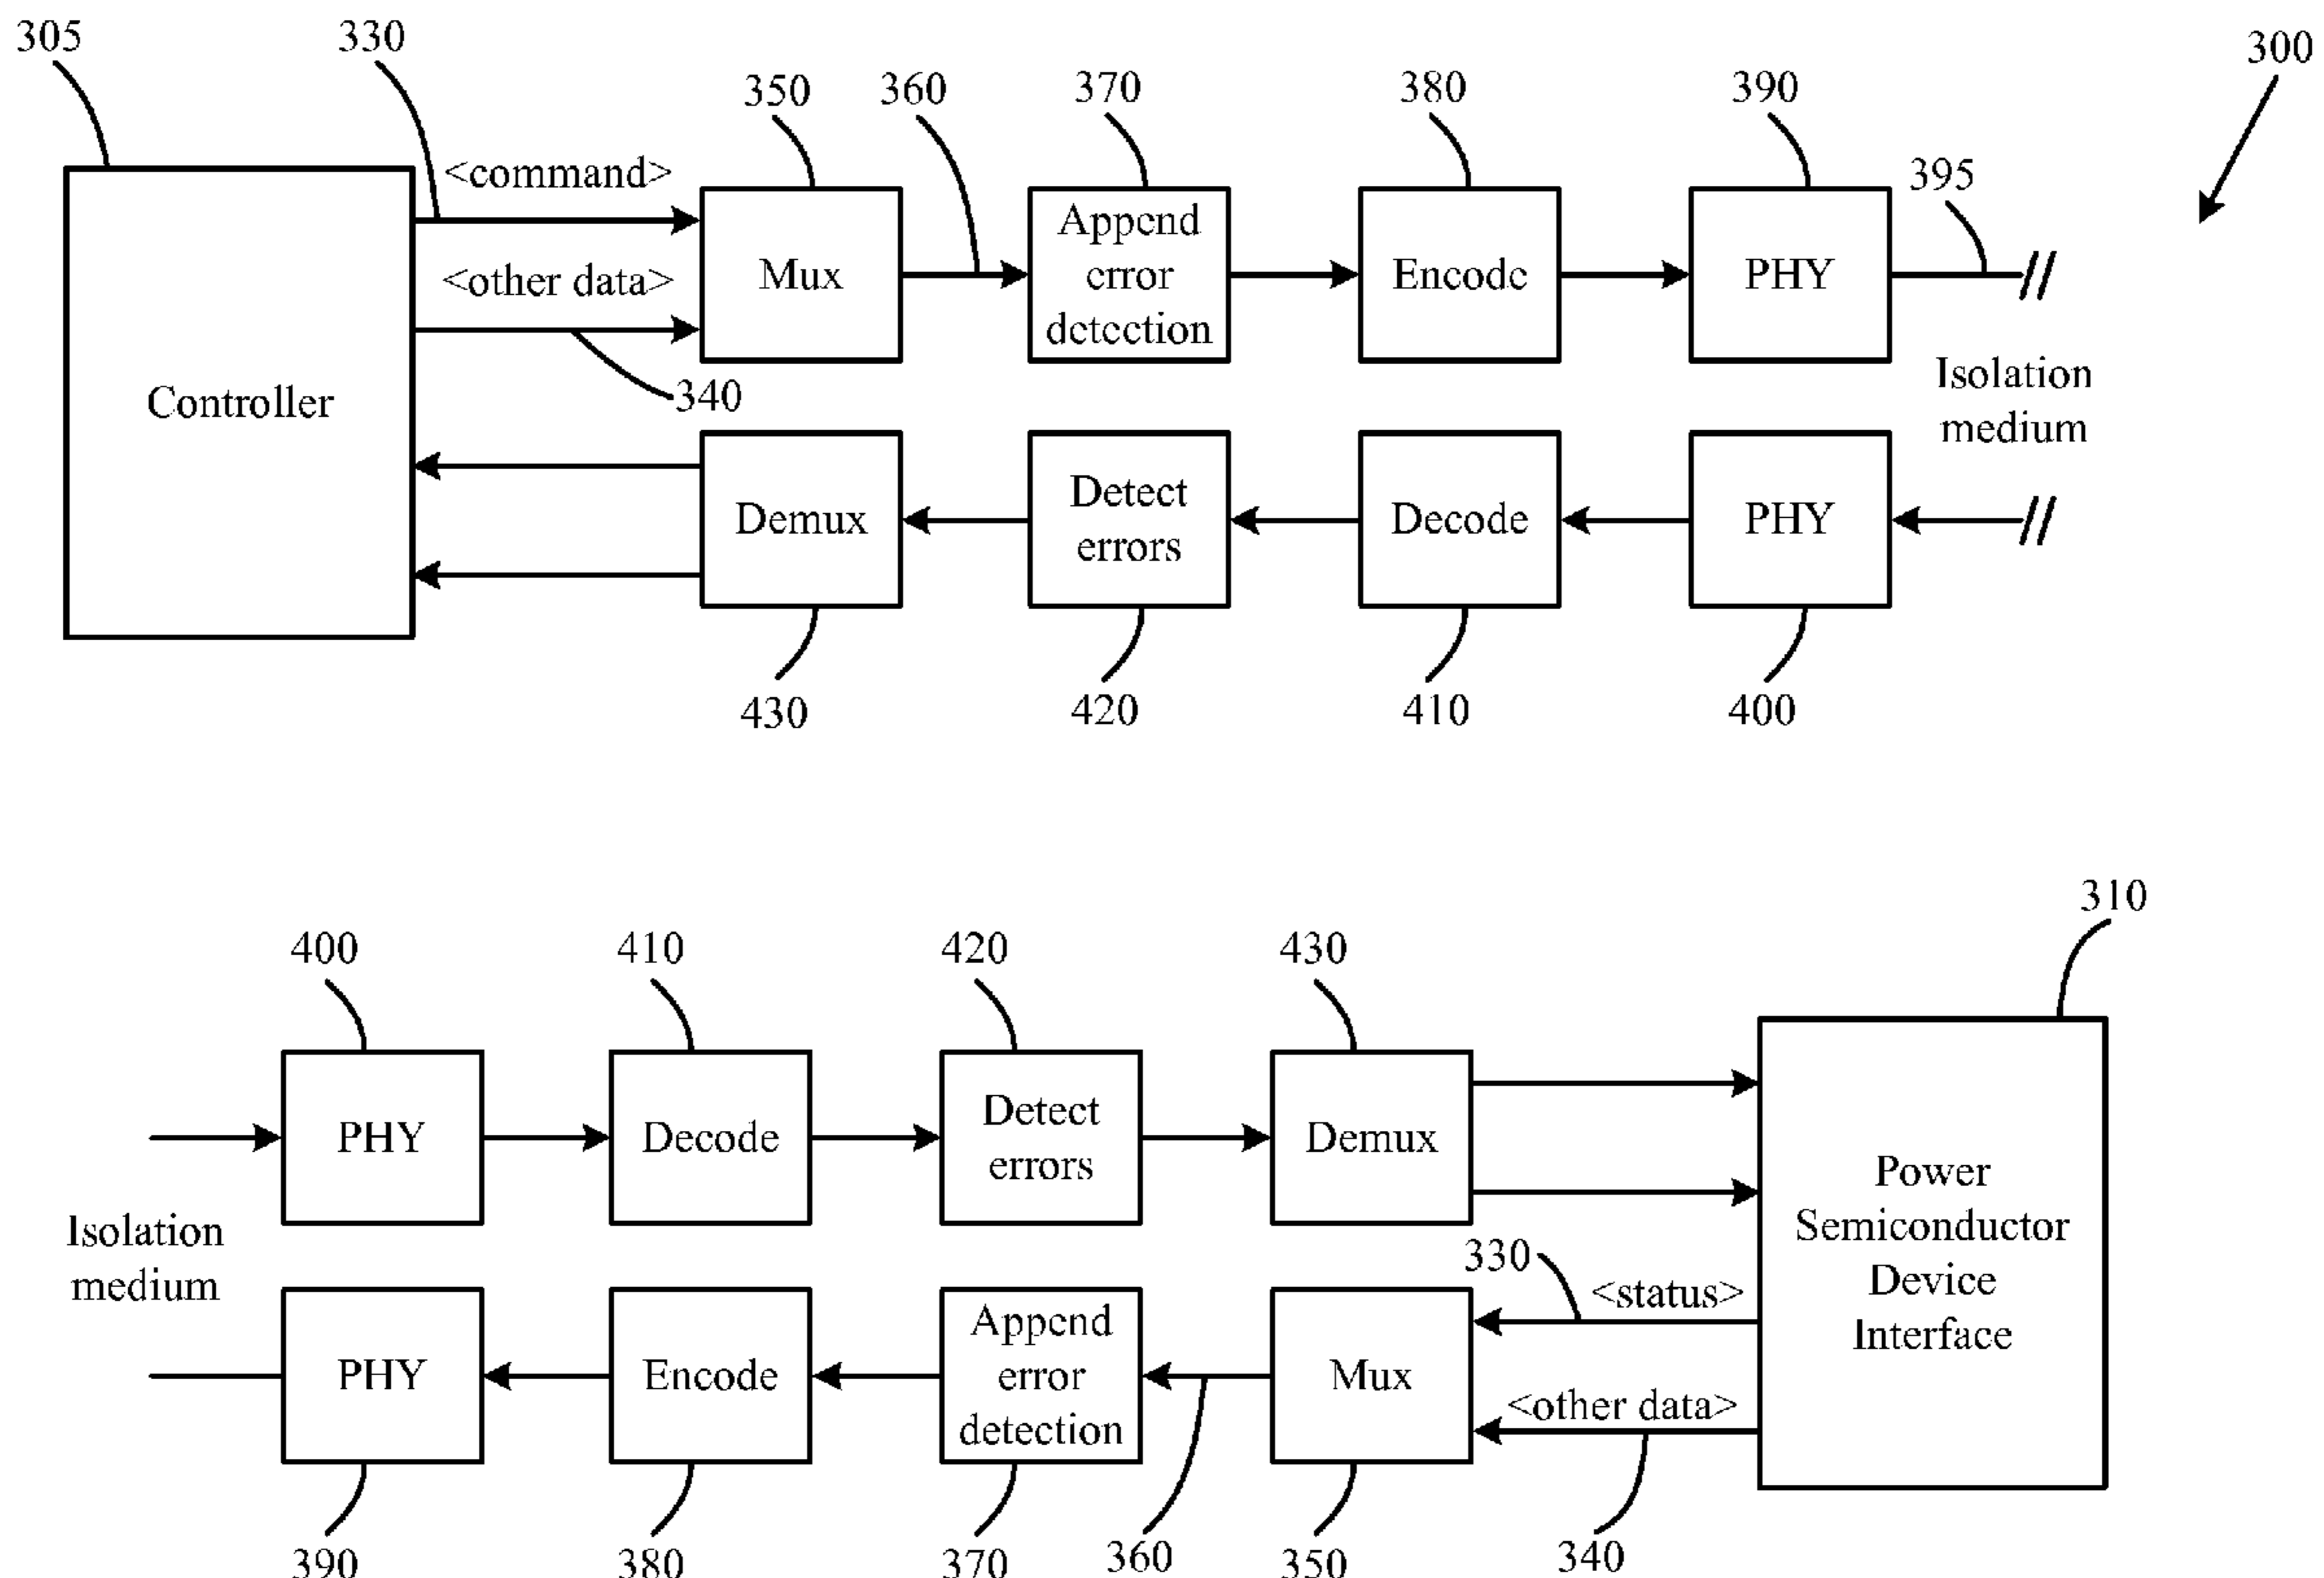 305
330
350
360
370
380
390
300
395
<command>
<other data>
340
Controller
Mux
Append
error
detection
Encode
PHY
Isolation
medium
Demux
Detect
errors
Decode
PHY
430
420
410
400
310
400
410
420
430
PHY
Decode
Detect
errors
Demux
Power
Semiconductor
Device
Interface
Isolation
medium
330
<status>
<other data>
PHY
Encode
Append
error
detection
Mux
390
380
370
360
350
340